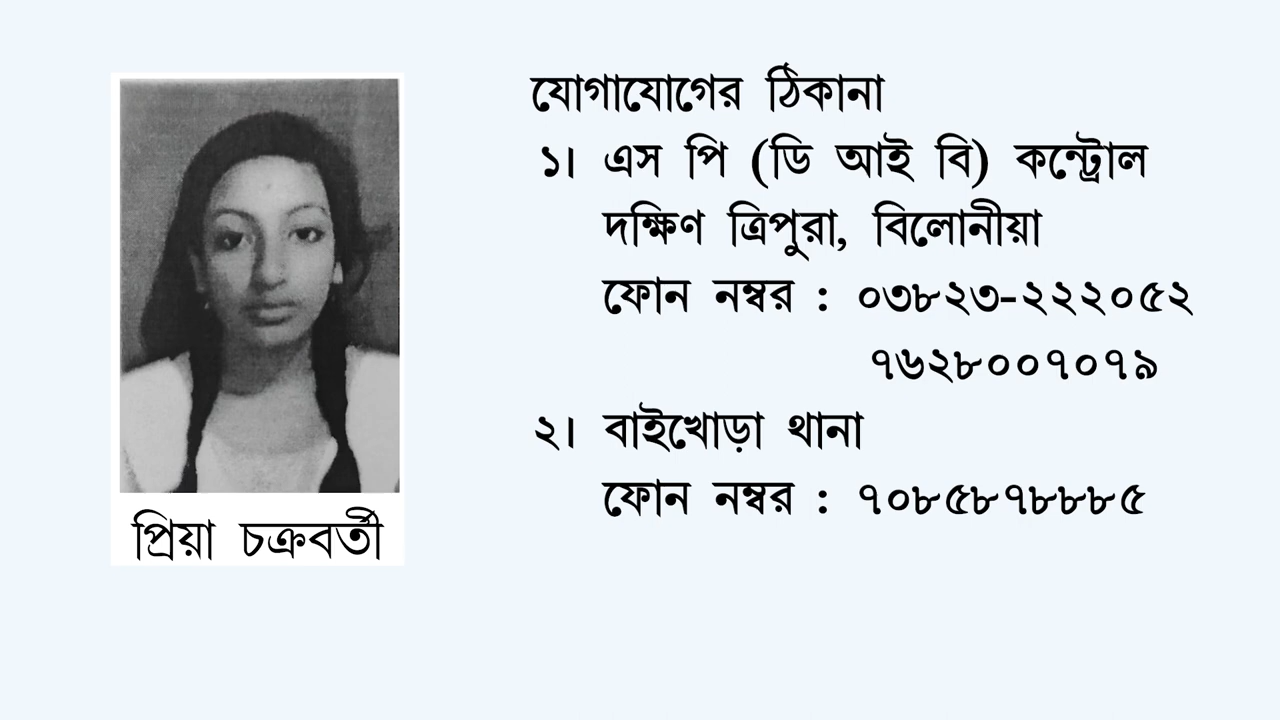 প্রিয়া চক্রবর্তী
যোগাযোগের ঠিকানা
১। এস পি (ডি আই বি) কন্ট্রোল
দক্ষিণ ত্রিপুরা, বিলোনীয়া
ফোন নম্বর : ০৩৮২৩-২২২০৫২
৭৬২৮০০৭০৭৯
২। বাইখোড়া থানা
ফোন নম্বর : ৭০৮৫৮৭৮৮৮৫